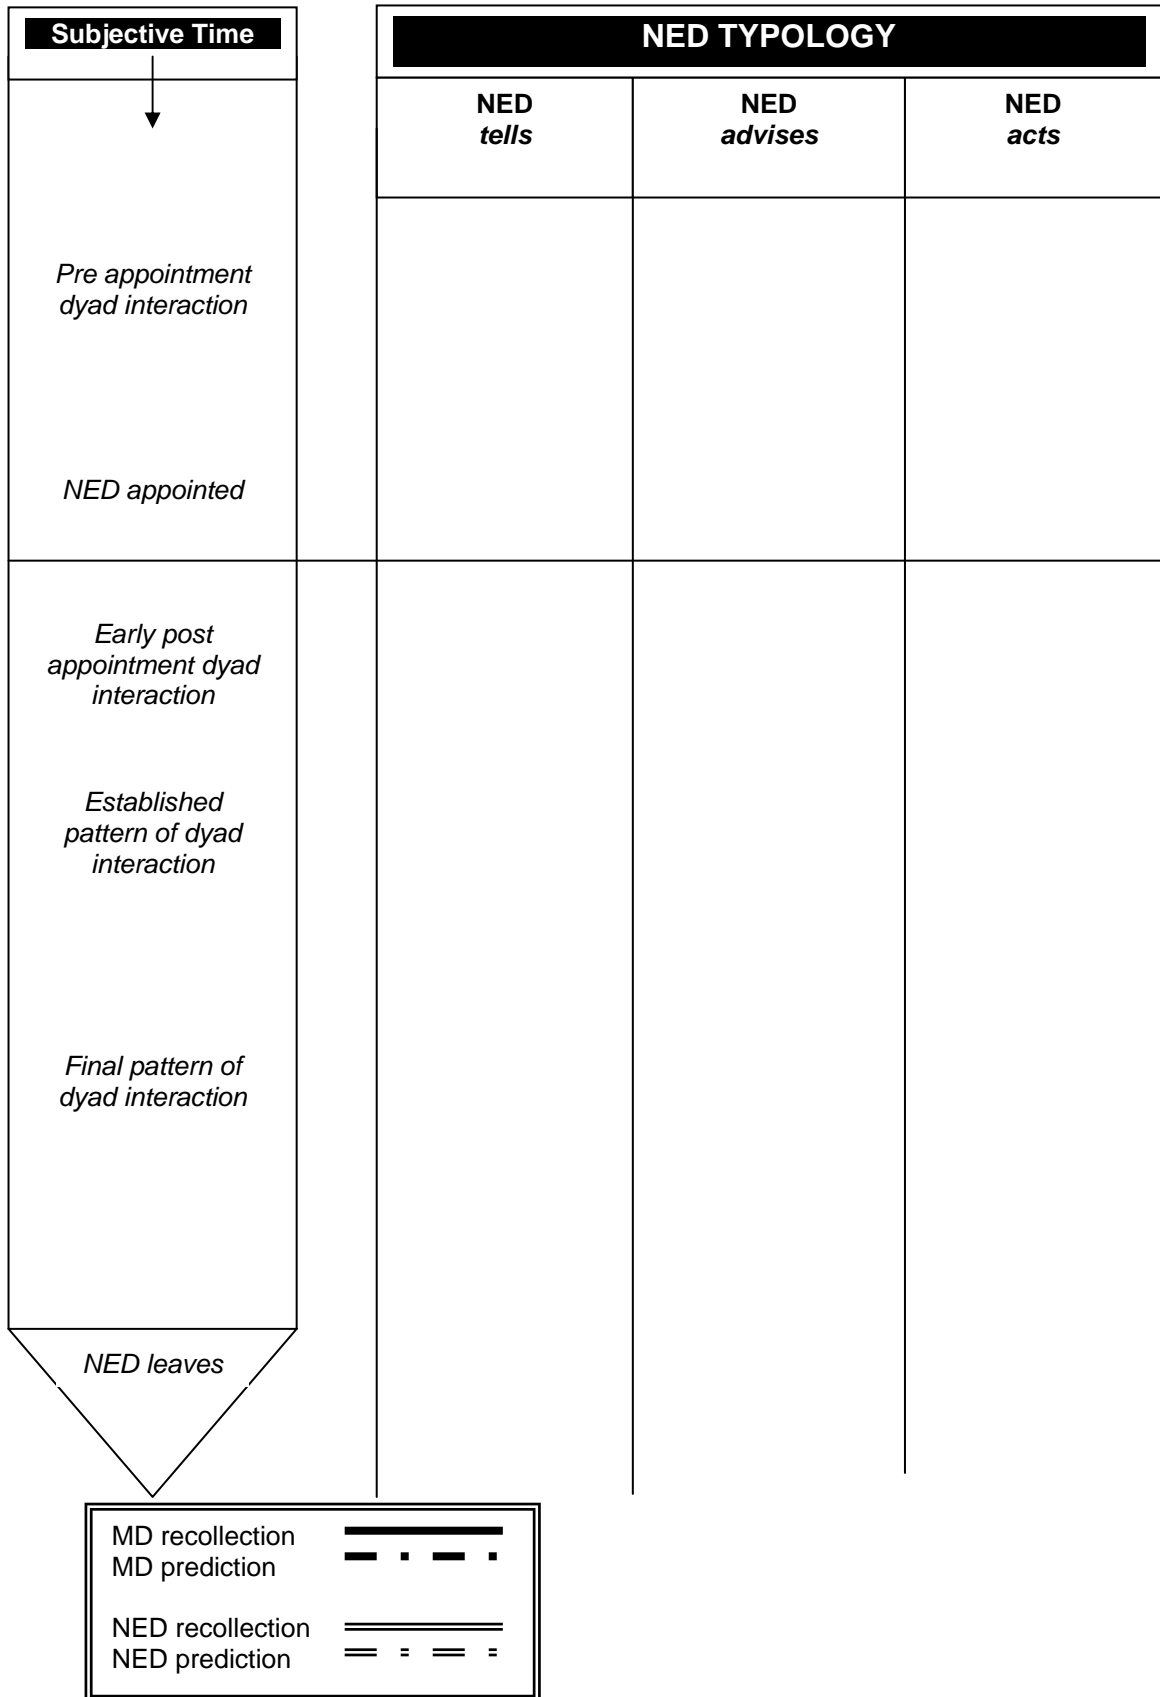 Subjective Time
NED TYPOLOGY
NED
tells
NED
advises
NED
acts
Pre appointment
dyad interaction
NED appointed
Early post
appointment dyad
interaction
Established
pattern of dyad
interaction
Final pattern of
dyad interaction
NED leaves
MD recollection
MD prediction
NED recollection
NED prediction